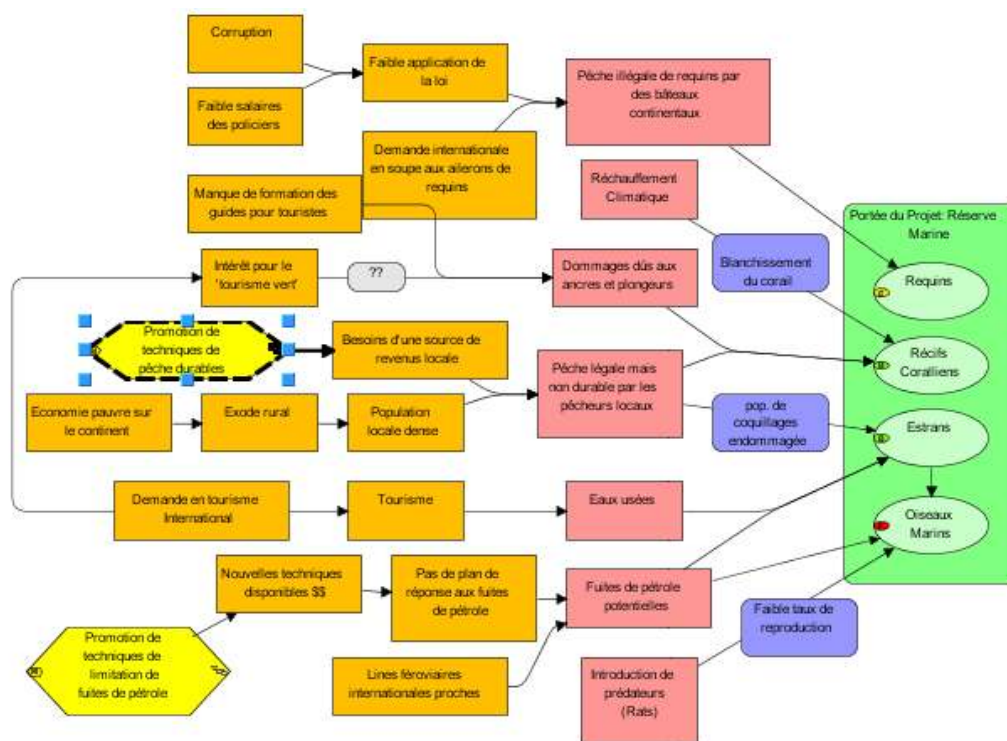 Corruption
Faible salaires
des policiers
Faible application de
la loi
Demande internationale
en soupe aux ailerons de
requins
Pêche illégale de requins par
des bâteaux
continentaux
Manque de formation des
guides pour touristes
Réchauffement
Climatique
Portée du Projet: Réserve
Marine
Blanchissement
du corail
Requins
Intérêt pour le
'tourisme vert'
??
Dommages dûs aux
ancres et plongeurs
Promotion de
techniques de
pêche durables
Besoins d'une source de
revenus locale
Récifs
Coralliens
Pêche légale mais
non durable par les
pêcheurs locaux
Economie pauvre sur
le continent
Exode rural
Population
locale dense
pop. de
coquillages
endommagée
Estrans
Demande en tourisme
International
Tourisme
Eaux usées
Oiseaux
Marins
Nouvelles techniques
disponibles $$
Pas de plan de
réponse aux fuites
de pétrole
Fuites de pétrole
potentielles
Faible taux de
reproduction
Promotion de
techniques de
limitation de
fuites de pétrole
Lines féroviaires
internationales proches
Introduction de
prédateurs
(Rats)